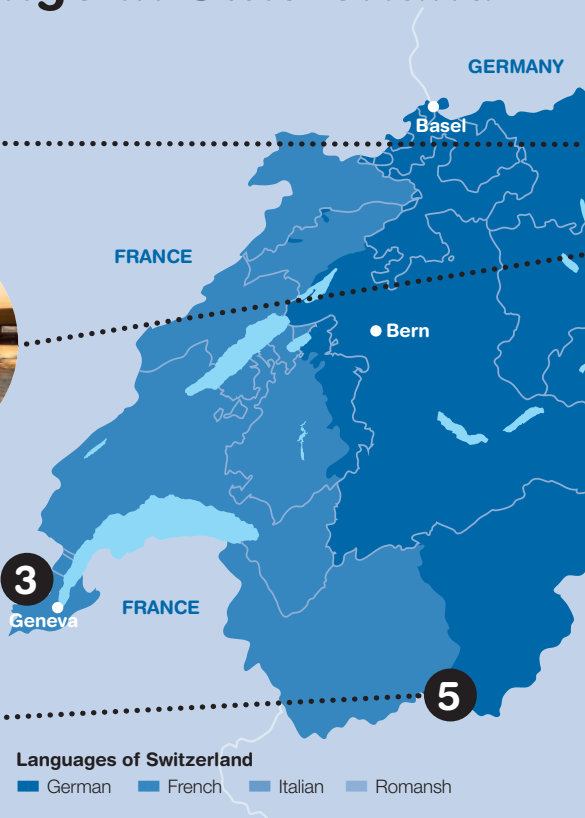 GERMANY
Basel
FRANCE
Bern
3
Geneva
FRANCE
5
Languages of Switzerland
German French Italian Romansh